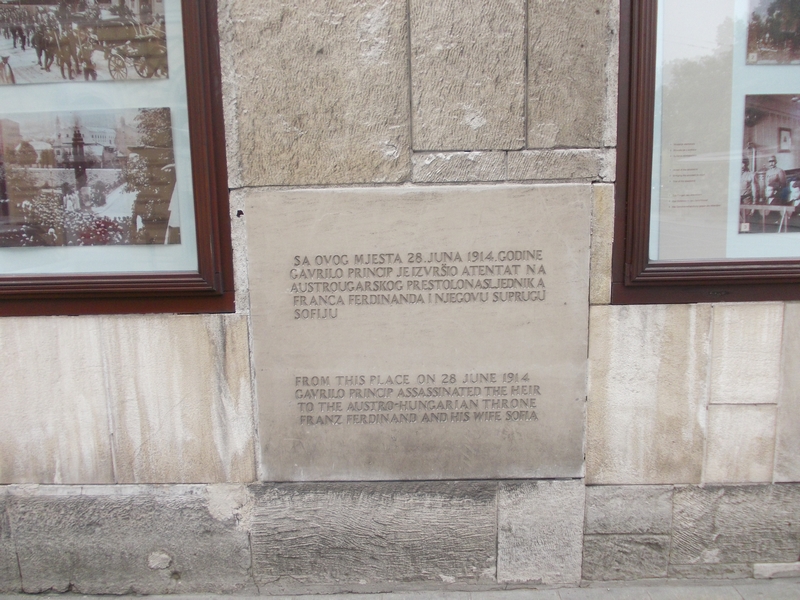 SA OVOG MJESTA 28.JUNA 1914.GODINE
GAVRILO PRINCIP JE IZVRŠIO ATENTAT NA
AUSTROUGARSKOG PRESTOLONASLJEDNIKA
FRANCA FERDINANDA I NJEGOVU SUPRUGU
SOFIJU
FROM THIS PLACE ON 28 JUNE 1914
GAVRILO PRINCIP ASSASSINATED THE HEIR
TO THE AUSTRO-HUNGARIAN THRONE
FRANZ FERDINAND AND HIS WIFE SOFIA